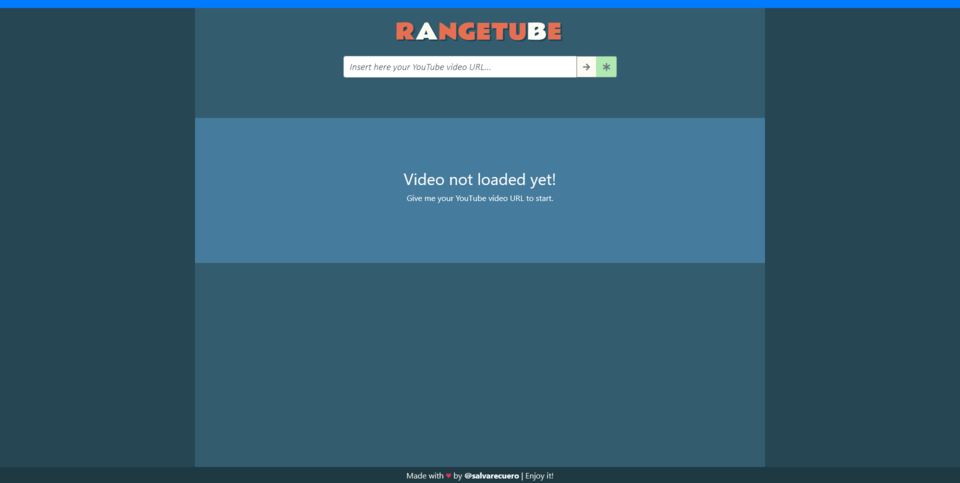 RANGETUBE
Insert here your YouTube video URL...
Video not loaded yet!
Give me your YouTube video URL to start.
Made with ♥ by @salvarecuero | Enjoy it!